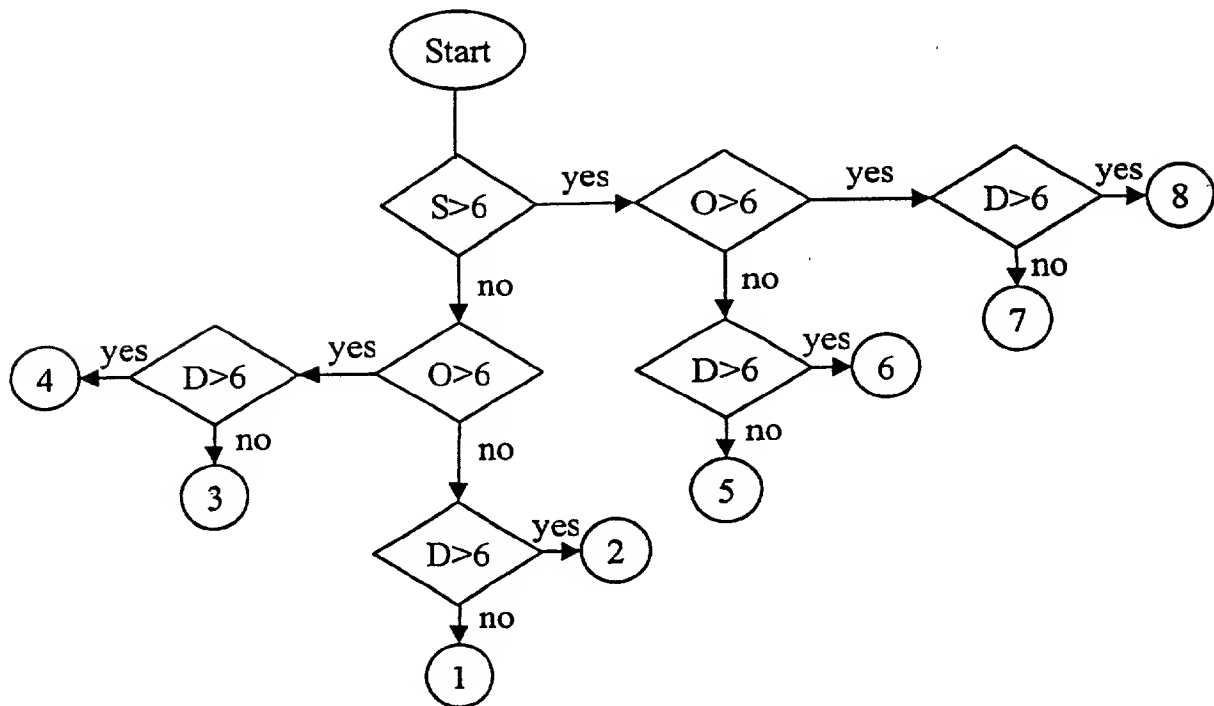 Start
S>6
yes
O>6
yes
D>6
yes
8
no
7
no
no
D>6
yes
6
no
5
O>6
yes
D>6
yes
4
no
3
no
D>6
yes
2
no
1